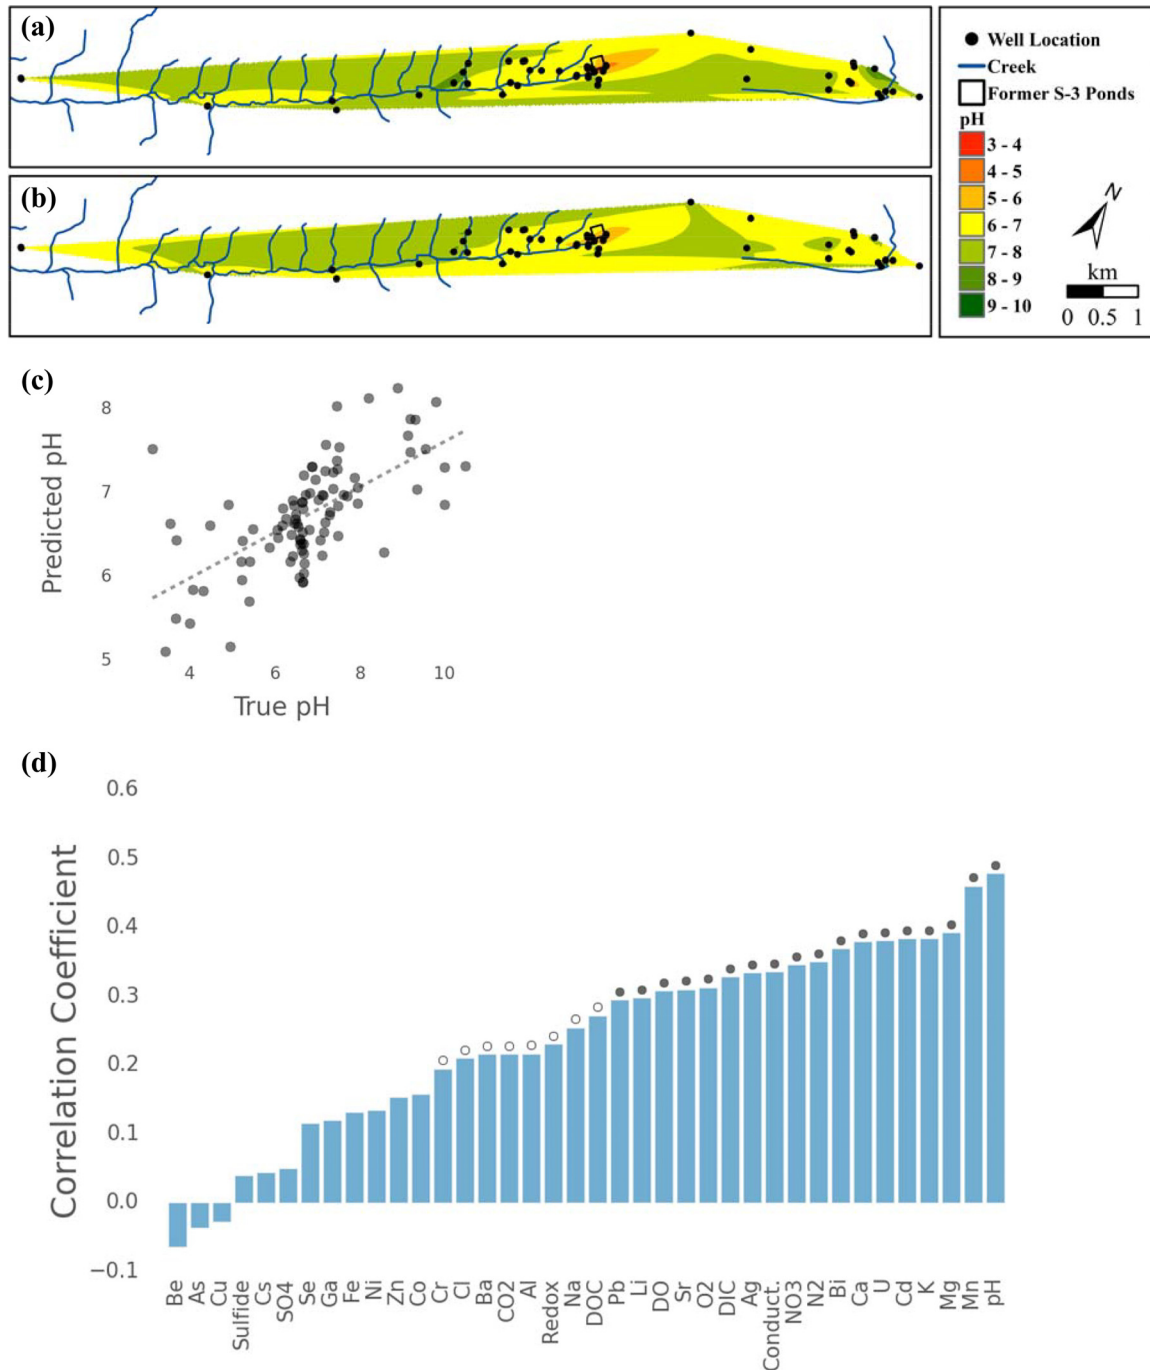 (a)
Well Location
Creek
Former S-3 Ponds
pH
3 - 4
4 - 5
5 - 6
6 - 7
7 - 8
8 - 9
9 - 10
N
km
0 0.5 1
(b)
(c)
8
7
6
5
Predicted pH
4 6 8 10
True pH
(d)
0.6
0.5
0.4
0.3
0.2
0.1
0.0
−0.1
Correlation Coefficient
Be As Cu Sulfide Cs SO4 Se Ga Fe Ni Zn Co Cr Cl Ba CO2 Al Redox Na DOC Pb Li DO Sr O2 DIC Ag Conduct. NO3 N2 Bi Ca U Cd K Mg Mn pH